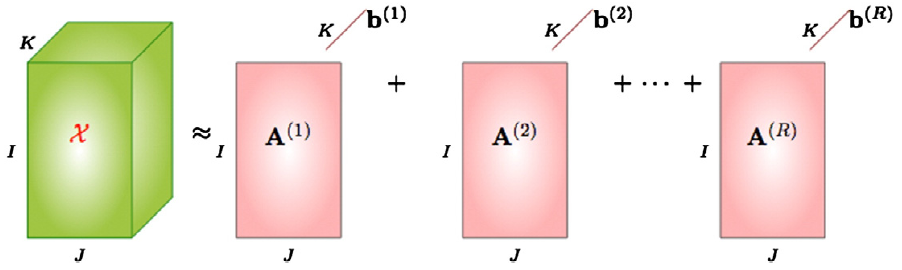 K K b^(1) K b^(2) K b^(R)
I 𝒳 ≈ I A^(1) + I A^(2) + ··· + I A^(R)
J J J J